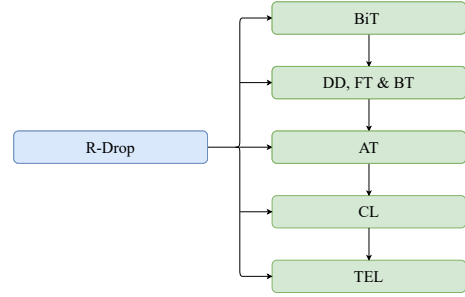 BiT
DD, FT & BT
R-Drop
AT
CL
TEL